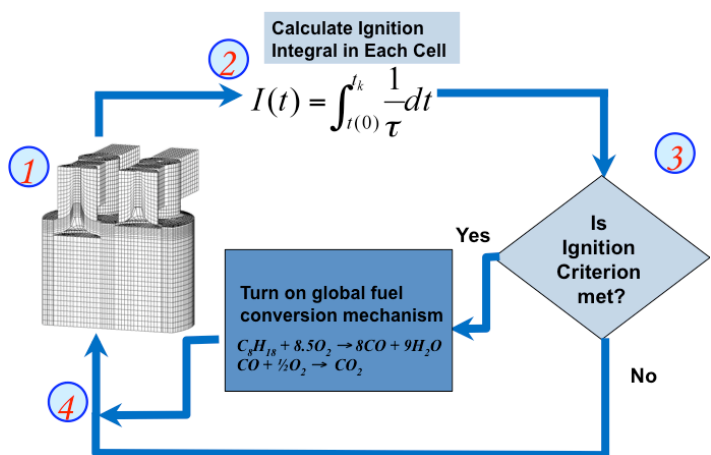 Calculate Ignition
Integral in Each Cell
2
I(t) = ∫_{t(0)}^{t_k} 1/τ dt
1
3
Is
Ignition
Criterion
met?
Yes
Turn on global fuel
conversion mechanism
C₈H₁₈ + 8.5O₂ → 8CO + 9H₂O
CO + ½O₂ → CO₂
No
4